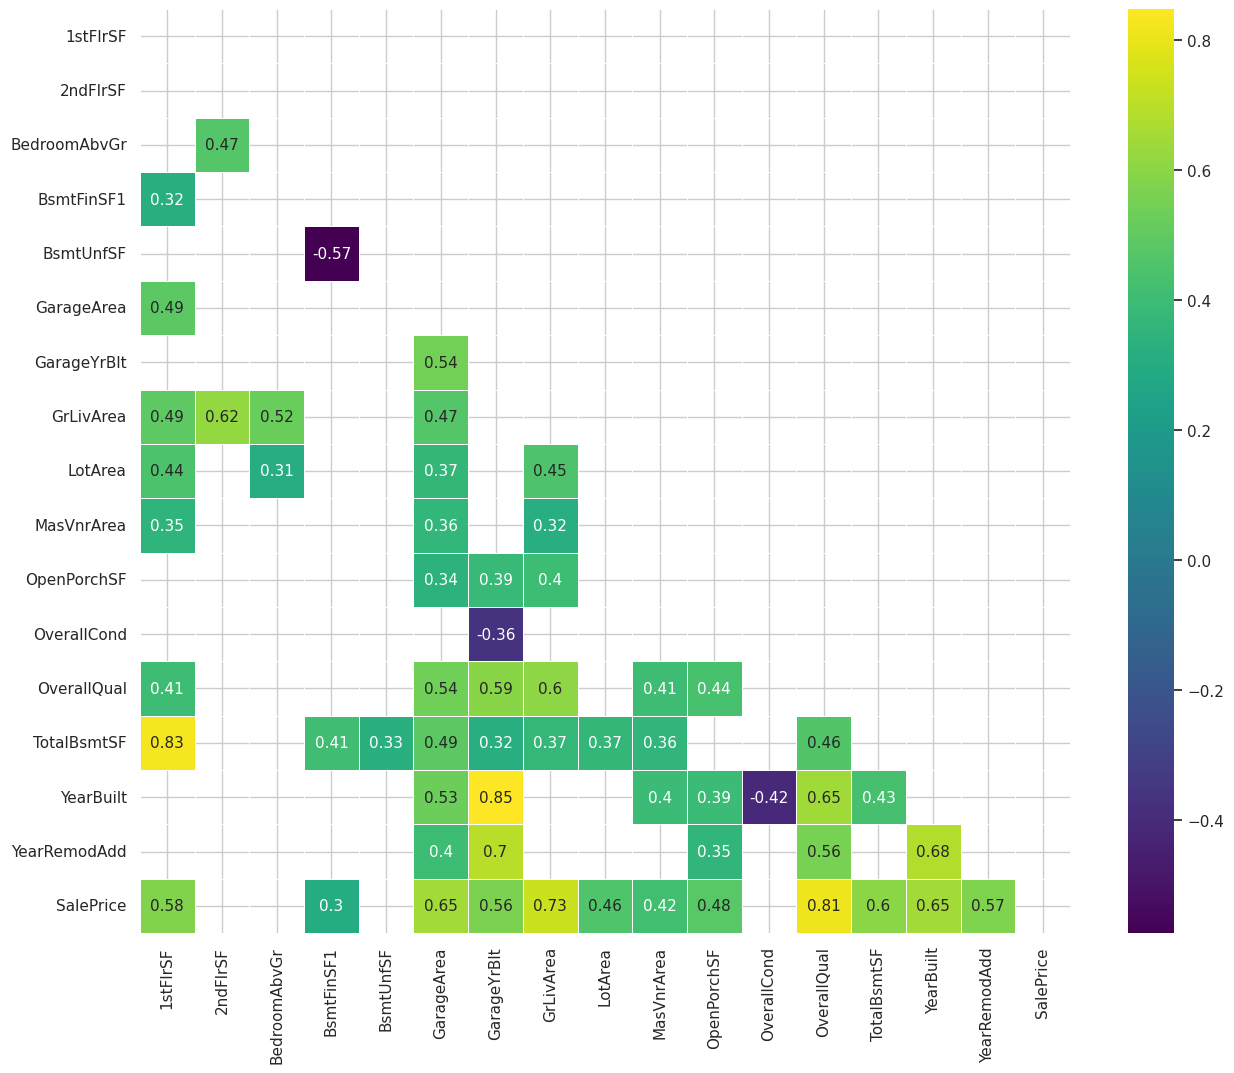 1stFlrSF
2ndFlrSF
BedroomAbvGr 0.47
BsmtFinSF1 0.32
BsmtUnfSF -0.57
GarageArea 0.49
GarageYrBlt 0.54
GrLivArea 0.49 0.62 0.52 0.47
LotArea 0.44 0.31 0.37 0.45
MasVnrArea 0.35 0.36 0.32
OpenPorchSF 0.34 0.39 0.4
OverallCond -0.36
OverallQual 0.41 0.54 0.59 0.6 0.41 0.44
TotalBsmtSF 0.83 0.41 0.33 0.49 0.32 0.37 0.37 0.36 0.46
YearBuilt 0.53 0.85 0.4 0.39 -0.42 0.65 0.43
YearRemodAdd 0.4 0.7 0.35 0.56 0.68
SalePrice 0.58 0.3 0.65 0.56 0.73 0.46 0.42 0.48 0.81 0.6 0.65 0.57
1stFlrSF
2ndFlrSF
BedroomAbvGr
BsmtFinSF1
BsmtUnfSF
GarageArea
GarageYrBlt
GrLivArea
LotArea
MasVnrArea
OpenPorchSF
OverallCond
OverallQual
TotalBsmtSF
YearBuilt
YearRemodAdd
SalePrice
0.8
0.6
0.4
0.2
0.0
−0.2
−0.4